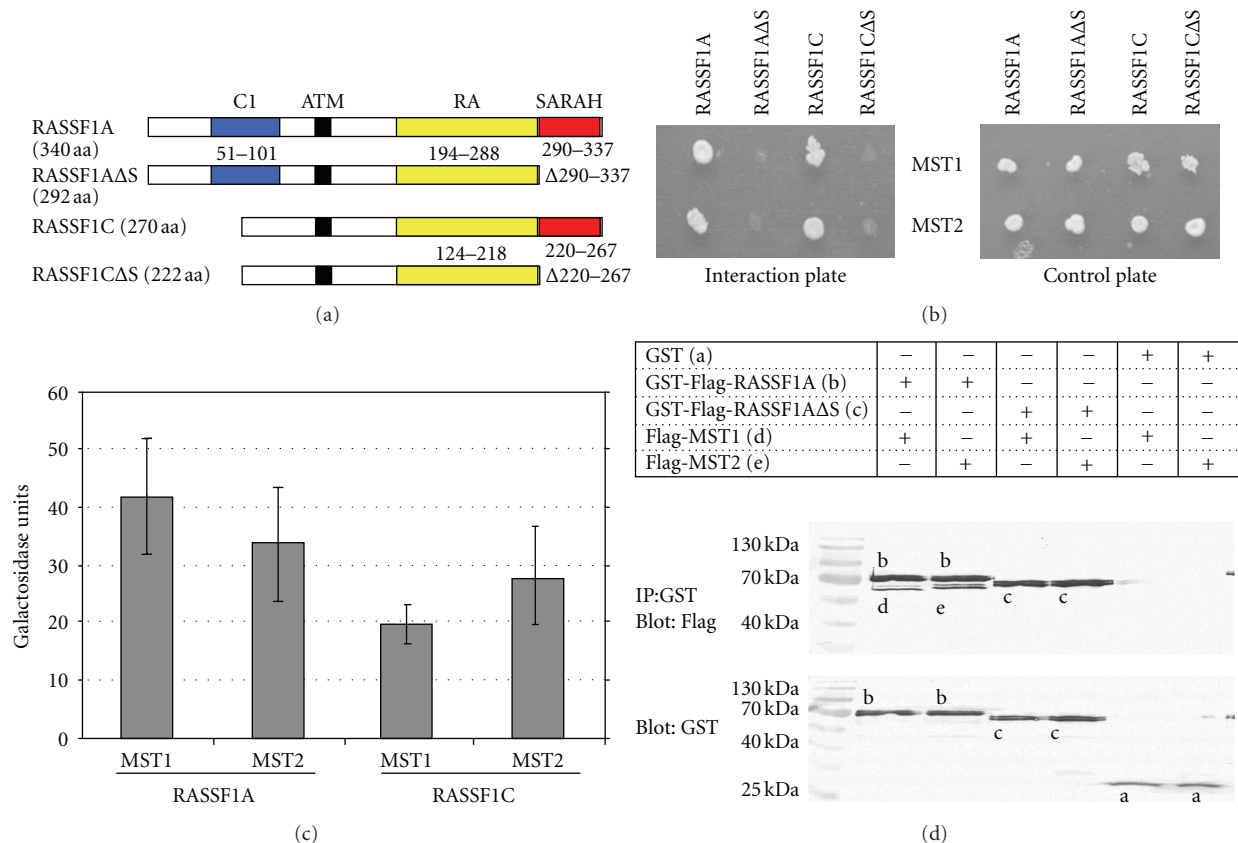 C1 ATM RA SARAH
RASSF1A
(340 aa)
51–101 194–288 290–337
RASSF1AΔS
(292 aa)
Δ290–337
RASSF1C (270 aa)
124–218 220–267
RASSF1CΔS (222 aa)
Δ220–267
(a)
RASSF1A
RASSF1AΔS
RASSF1C
RASSF1CΔS
RASSF1A
RASSF1AΔS
RASSF1C
RASSF1CΔS
MST1
MST2
Interaction plate
Control plate
(b)
Galactosidase units
60
50
40
30
20
10
0
MST1 MST2 MST1 MST2
RASSF1A RASSF1C
(c)
GST (a) − − − − + +
GST-Flag-RASSF1A (b) + + − − − −
GST-Flag-RASSF1AΔS (c) − − + + − −
Flag-MST1 (d) + − + − + −
Flag-MST2 (e) − + − + − +
IP:GST
Blot: Flag
130 kDa
70 kDa
40 kDa
b b
d e c c
Blot: GST
130 kDa
70 kDa
40 kDa
25 kDa
b b
c c
a a
(d)